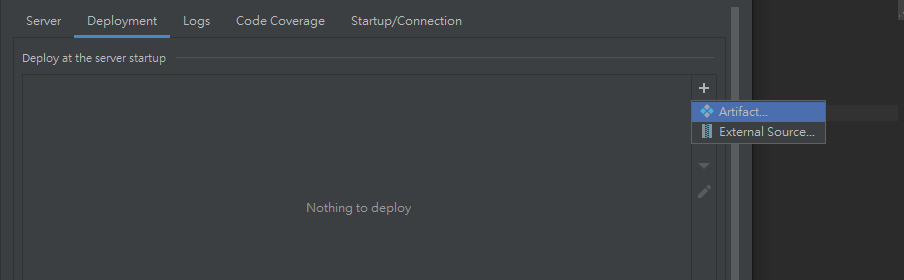 Server Deployment Logs Code Coverage Startup/Connection
Deploy at the server startup
Artifact...
External Source...
Nothing to deploy